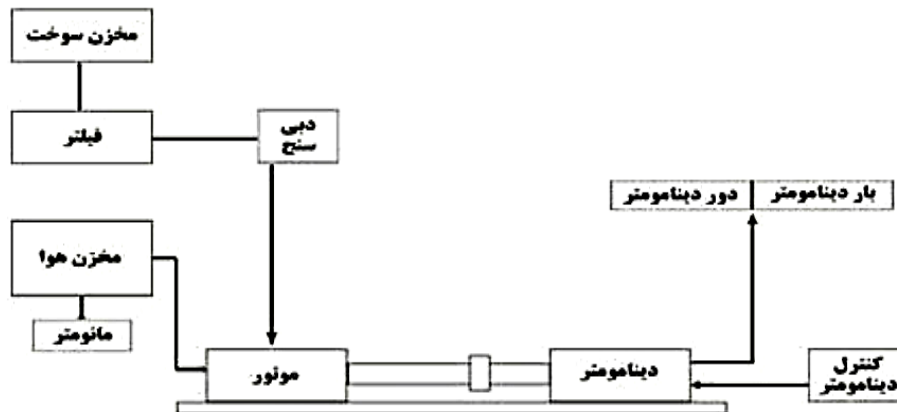 مخزن سوخت
فیلتر
دبی
سنج
بار دینامومتر
دور دینامومتر
مخزن هوا
مانومتر
موتور
دینامومتر
کنترل
دینامومتر